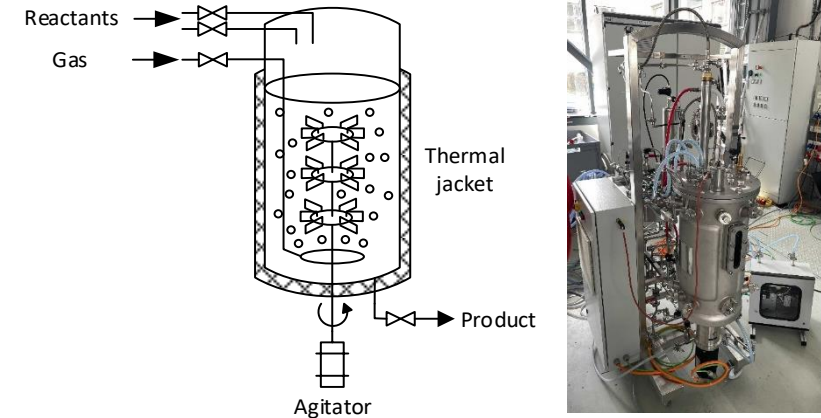 Reactants
Gas
Thermal
jacket
Product
Agitator